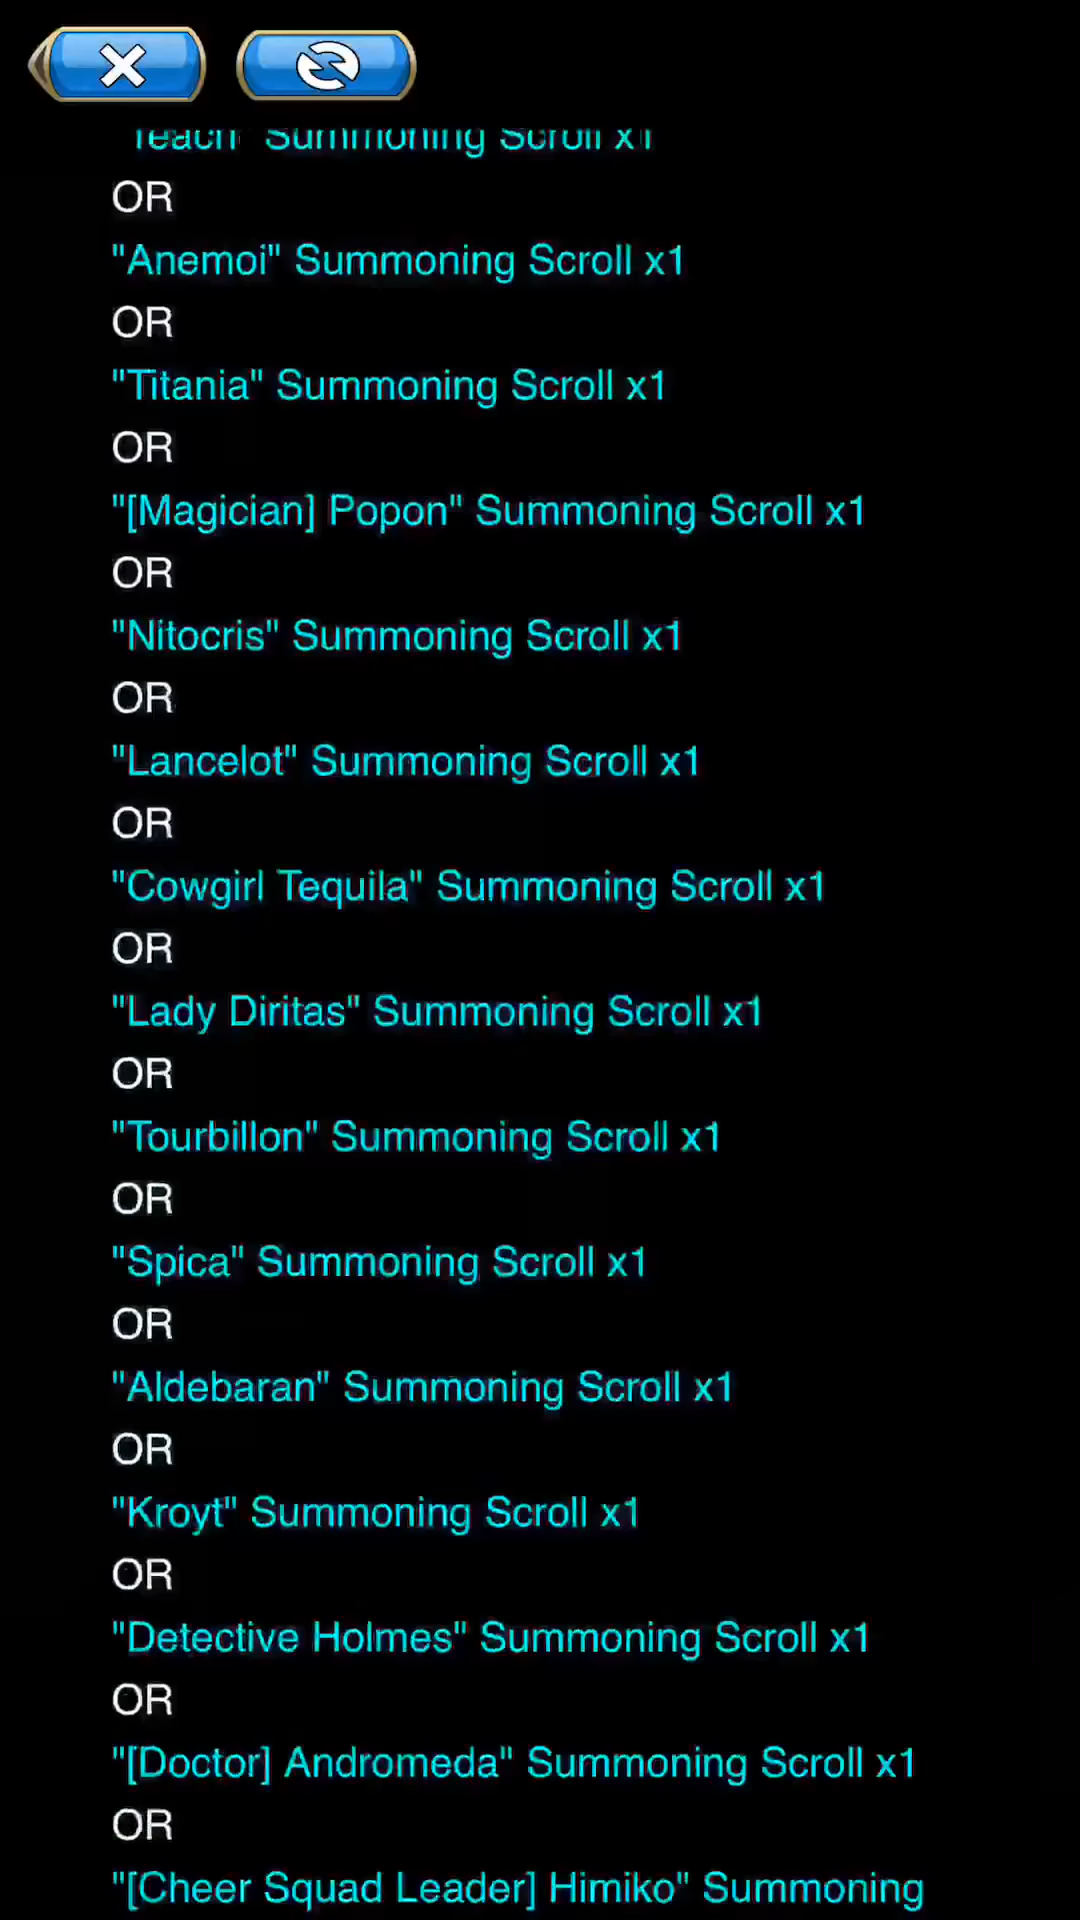 "Teach" Summoning Scroll x1
OR
"Anemoi" Summoning Scroll x1
OR
"Titania" Summoning Scroll x1
OR
"[Magician] Popon" Summoning Scroll x1
OR
"Nitocris" Summoning Scroll x1
OR
"Lancelot" Summoning Scroll x1
OR
"Cowgirl Tequila" Summoning Scroll x1
OR
"Lady Diritas" Summoning Scroll x1
OR
"Tourbillon" Summoning Scroll x1
OR
"Spica" Summoning Scroll x1
OR
"Aldebaran" Summoning Scroll x1
OR
"Kroyt" Summoning Scroll x1
OR
"Detective Holmes" Summoning Scroll x1
OR
"[Doctor] Andromeda" Summoning Scroll x1
OR
"[Cheer Squad Leader] Himiko" Summoning